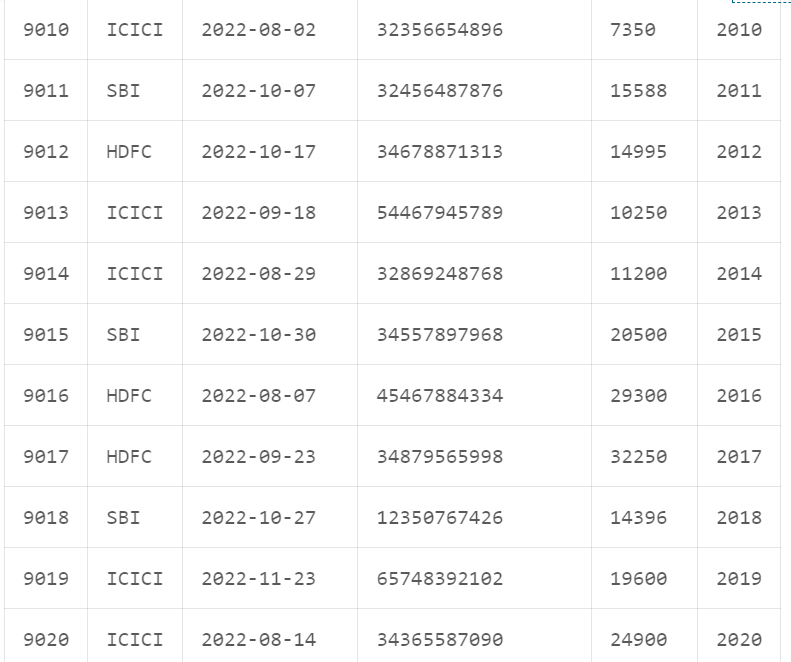 9010 ICICI 2022-08-02 32356654896 7350 2010
9011 SBI 2022-10-07 32456487876 15588 2011
9012 HDFC 2022-10-17 34678871313 14995 2012
9013 ICICI 2022-09-18 54467945789 10250 2013
9014 ICICI 2022-08-29 32869248768 11200 2014
9015 SBI 2022-10-30 34557897968 20500 2015
9016 HDFC 2022-08-07 45467884334 29300 2016
9017 HDFC 2022-09-23 34879565998 32250 2017
9018 SBI 2022-10-27 12350767426 14396 2018
9019 ICICI 2022-11-23 65748392102 19600 2019
9020 ICICI 2022-08-14 34365587090 24900 2020